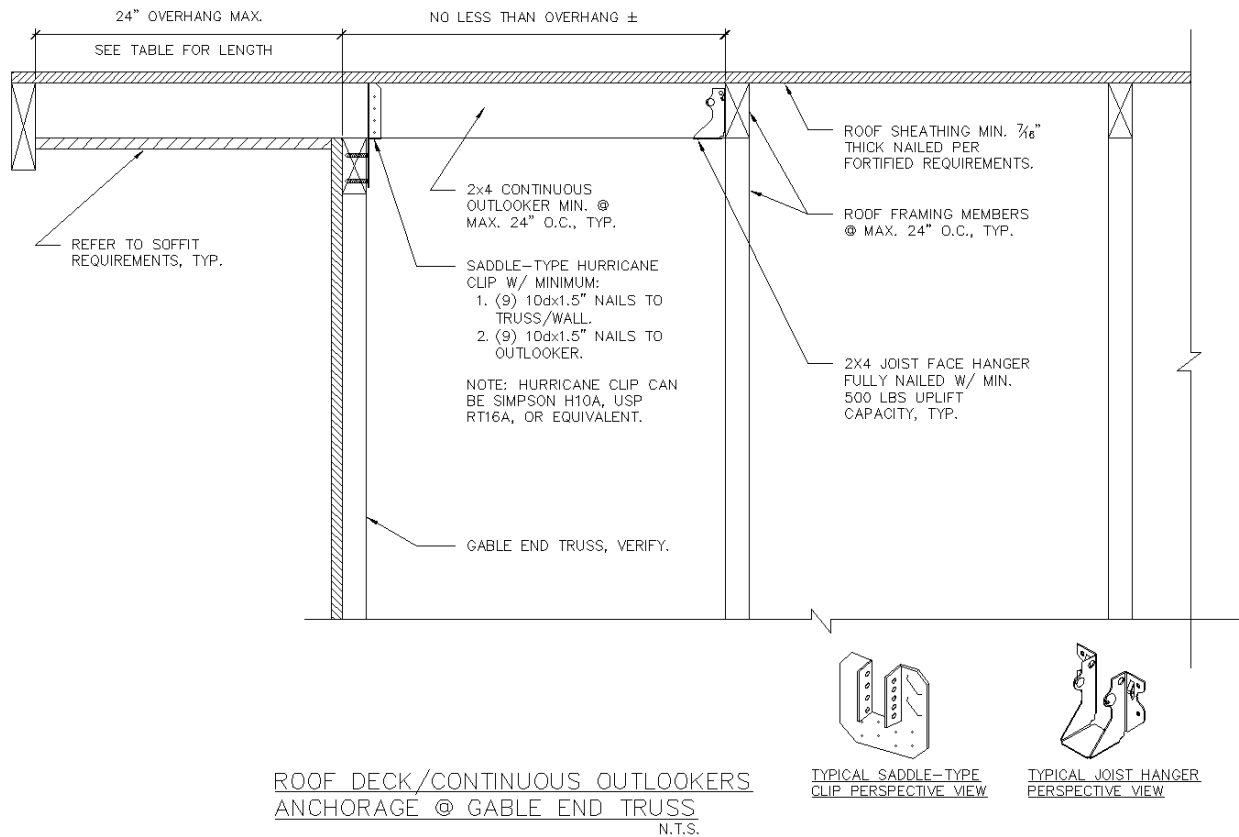 24" OVERHANG MAX.
SEE TABLE FOR LENGTH
NO LESS THAN OVERHANG ±
ROOF SHEATHING MIN. 7⁄16"
THICK NAILED PER
FORTIFIED REQUIREMENTS.
2x4 CONTINUOUS
OUTLOOKER MIN. @
MAX. 24" O.C., TYP.
ROOF FRAMING MEMBERS
@ MAX. 24" O.C., TYP.
REFER TO SOFFIT
REQUIREMENTS, TYP.
SADDLE-TYPE HURRICANE
CLIP W/ MINIMUM:
1. (9) 10dx1.5" NAILS TO
TRUSS/WALL.
2. (9) 10dx1.5" NAILS TO
OUTLOOKER.
NOTE: HURRICANE CLIP CAN
BE SIMPSON H10A, USP
RT16A, OR EQUIVALENT.
2X4 JOIST FACE HANGER
FULLY NAILED W/ MIN.
500 LBS UPLIFT
CAPACITY, TYP.
GABLE END TRUSS, VERIFY.
TYPICAL SADDLE-TYPE
CLIP PERSPECTIVE VIEW
TYPICAL JOIST HANGER
PERSPECTIVE VIEW
ROOF DECK/CONTINUOUS OUTLOOKERS
ANCHORAGE @ GABLE END TRUSS
N.T.S.